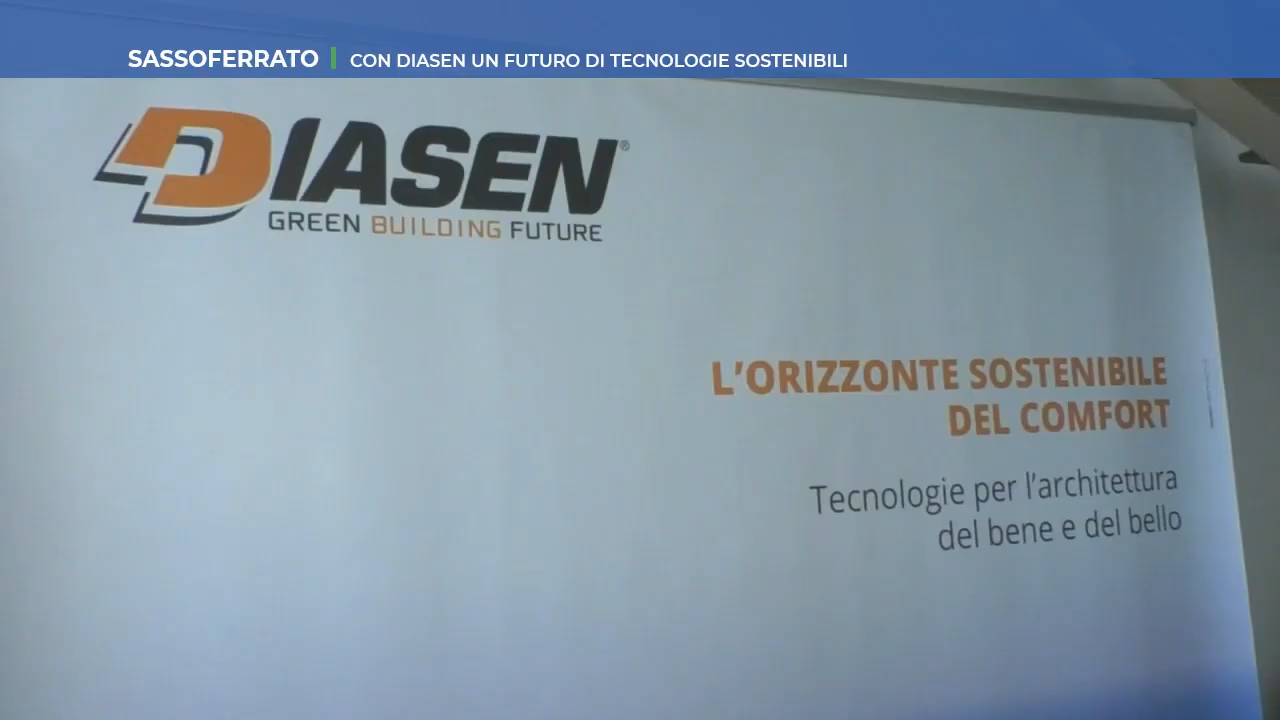 SASSOFERRATO | CON DIASEN UN FUTURO DI TECNOLOGIE SOSTENIBILI
DIASEN®
GREEN BUILDING FUTURE
L'ORIZZONTE SOSTENIBILE
DEL COMFORT
Tecnologie per l'architettura
del bene e del bello